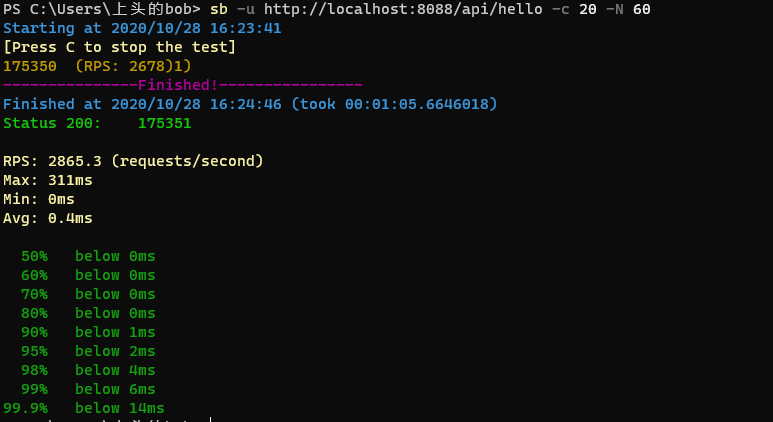 PS C:\Users\上头的bob> sb -u http://localhost:8088/api/hello -c 20 -N 60
Starting at 2020/10/28 16:23:41
[Press C to stop the test]
175350  (RPS: 2678)1)
---------------Finished!----------------
Finished at 2020/10/28 16:24:46 (took 00:01:05.6646018)
Status 200:    175351
RPS: 2865.3 (requests/second)
Max: 311ms
Min: 0ms
Avg: 0.4ms
50%   below 0ms
60%   below 0ms
70%   below 0ms
80%   below 0ms
90%   below 1ms
95%   below 2ms
98%   below 4ms
99%   below 6ms
99.9%   below 14ms